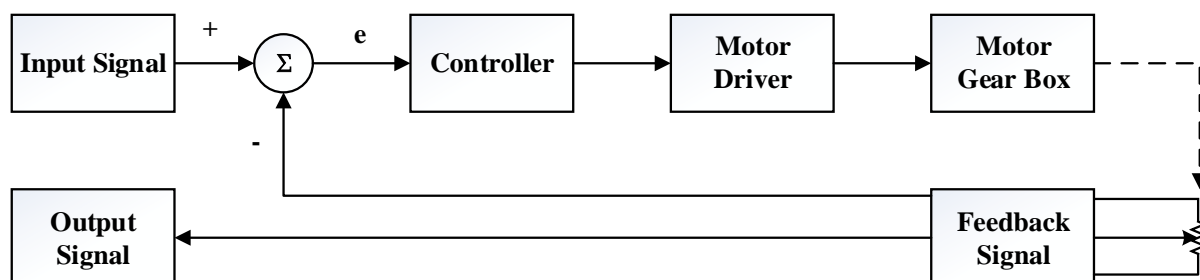 +
e
Input Signal
Σ
Controller
Motor
Driver
Motor
Gear Box
-
Output
Signal
Feedback
Signal